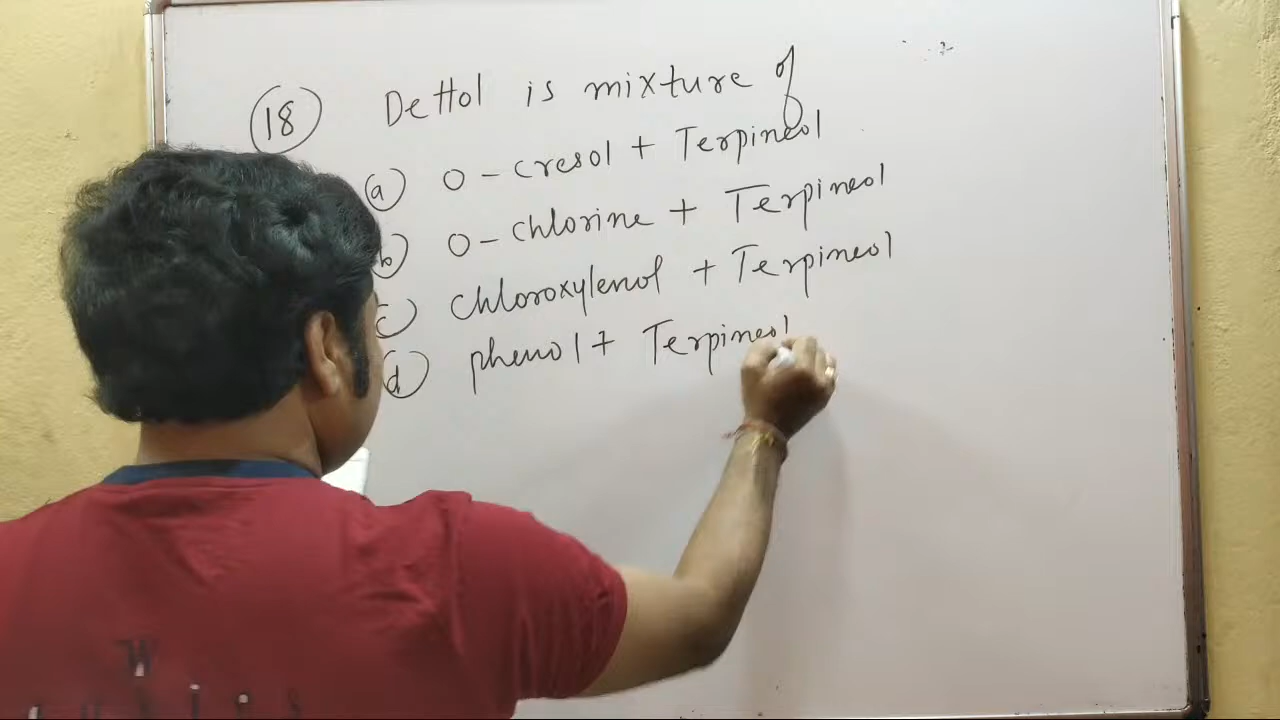 18 Dettol is mixture of
(a) O-cresol + Terpineol
(b) O-chlorine + Terpineol
(c) chloroxylenol + Terpineol
(d) phenol + Terpineol
W